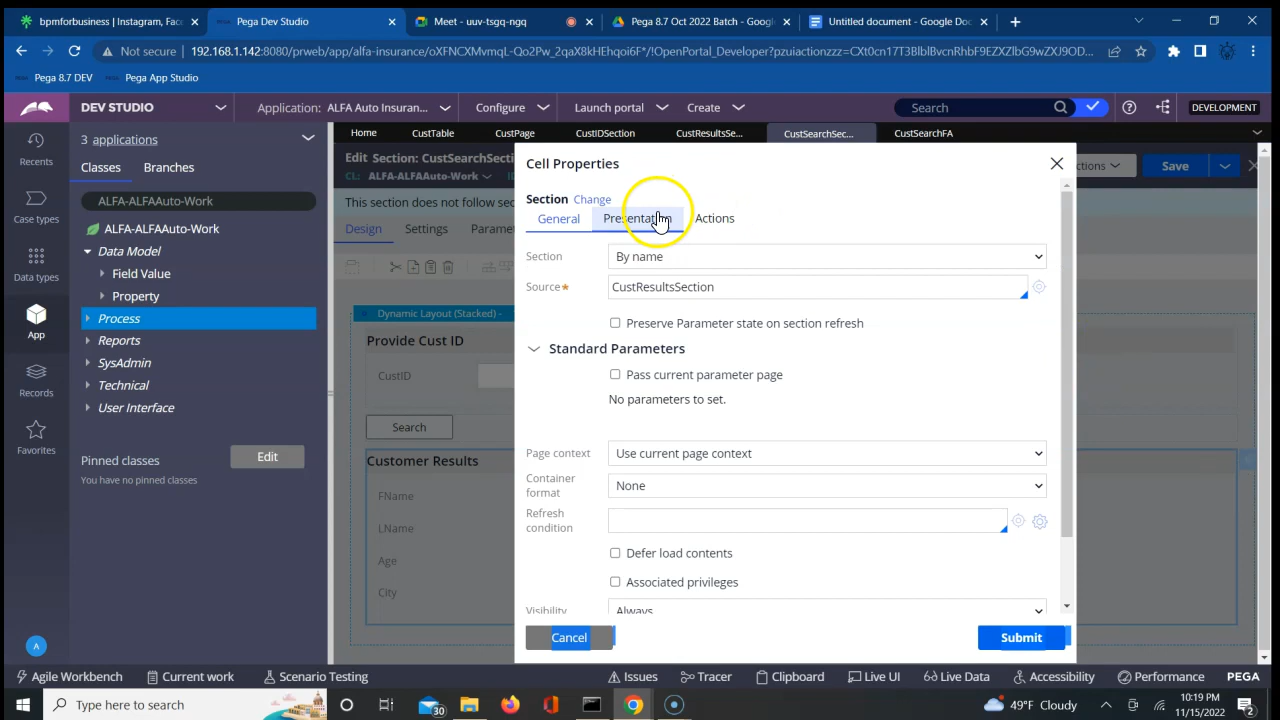 bpmforbusiness | Instagram, Fac
Pega Dev Studio
Meet - uuv-tsgq-nqq
Pega 8.7 Oct 2022 Batch - Googl
Untitled document - Google Do
Not secure
192.168.1.142:8080/prweb/app/alfa-insurance/
Pega 8.7 DEV
Pega App Studio
DEV STUDIO
Application: ALFA Auto Insuran...
Configure
Launch portal
Create
Search
DEVELOPMENT
3 applications
Home
CustTable
CustPage
CustIDSection
CustResultsSe...
CustSearchSec...
CustSearchFA
Recents
Case types
Data types
App
Records
Favorites
A
Classes
Branches
ALFA-ALFAAuto-Work
ALFA-ALFAAuto-Work
Data Model
Field Value
Property
Process
Reports
SysAdmin
Technical
User Interface
Pinned classes
Edit
You have no pinned classes
Edit Section: CustSearchSe
CL: ALFA-ALFAAuto-Work
ctions
Save
This section does not follow sec
Design
Settings
Paramet
Dynamic Layout (Stacked) -
Provide Cust ID
CustID
Search
Customer Results
FName
LName
Age
City
Cell Properties
Section Change
General
Presentation
Actions
Section
By name
Source*
CustResultsSection
Preserve Parameter state on section refresh
Standard Parameters
Pass current parameter page
No parameters to set.
Page context
Use current page context
Container format
None
Refresh condition
Defer load contents
Associated privileges
Visibility
Always
Cancel
Submit
Agile Workbench
Current work
Scenario Testing
Issues
Tracer
Clipboard
Live UI
Live Data
Accessibility
Performance
PEGA
Type here to search
30
49°F Cloudy
10:19 PM
11/15/2022
2